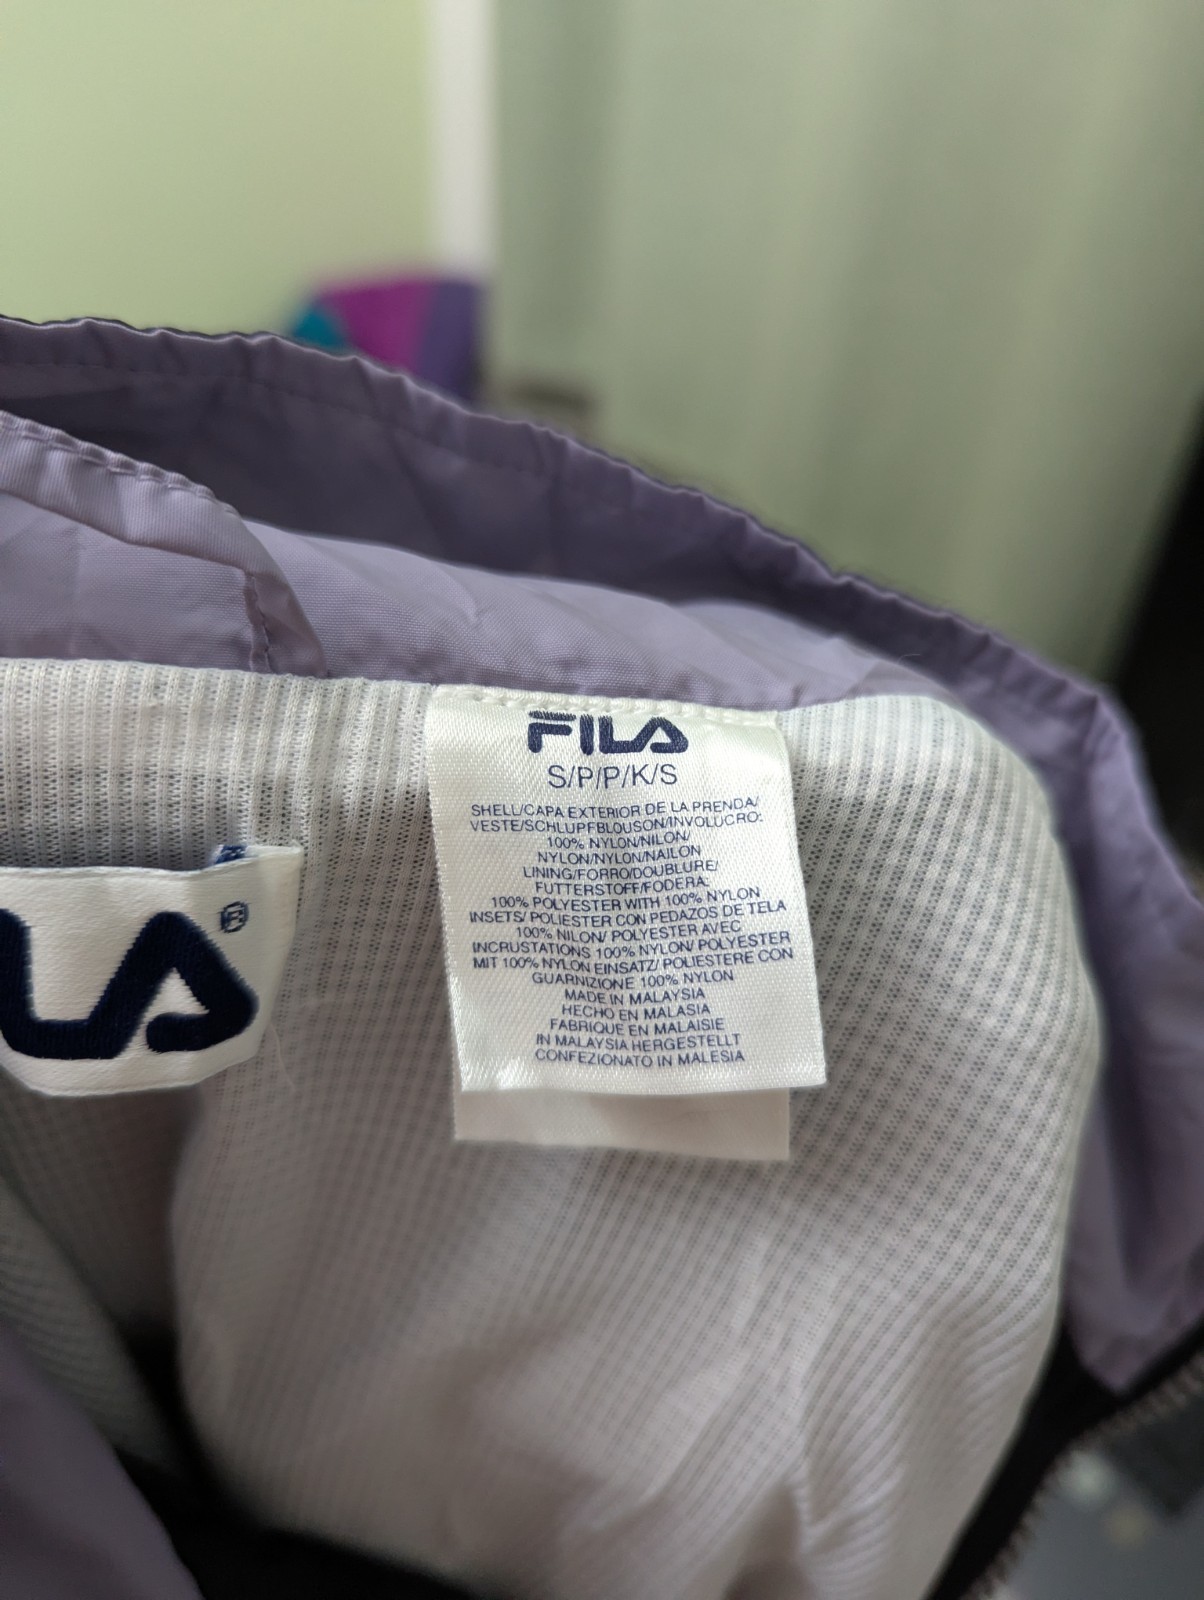 FILA
S/P/P/K/S
SHELL/CAPA EXTERIOR DE LA PRENDA/
VESTE/SCHLUPFBLOUSON/INVOLUCRO:
100% NYLON/NILON/
NYLON/NYLON/NAILON
LINING/FORRO/DOUBLURE/
FUTTERSTOFF/FODERA:
100% POLYESTER WITH 100% NYLON
INSETS/ POLIESTER CON PEDAZOS DE TELA
100% NILON/ POLYESTER AVEC
INCRUSTATIONS 100% NYLON/ POLYESTER
MIT 100% NYLON EINSATZ/ POLIESTERE CON
GUARNIZIONE 100% NYLON
MADE IN MALAYSIA
HECHO EN MALASIA
FABRIQUE EN MALAISIE
IN MALAYSIA HERGESTELLT
CONFEZIONATO IN MALESIA
LA®